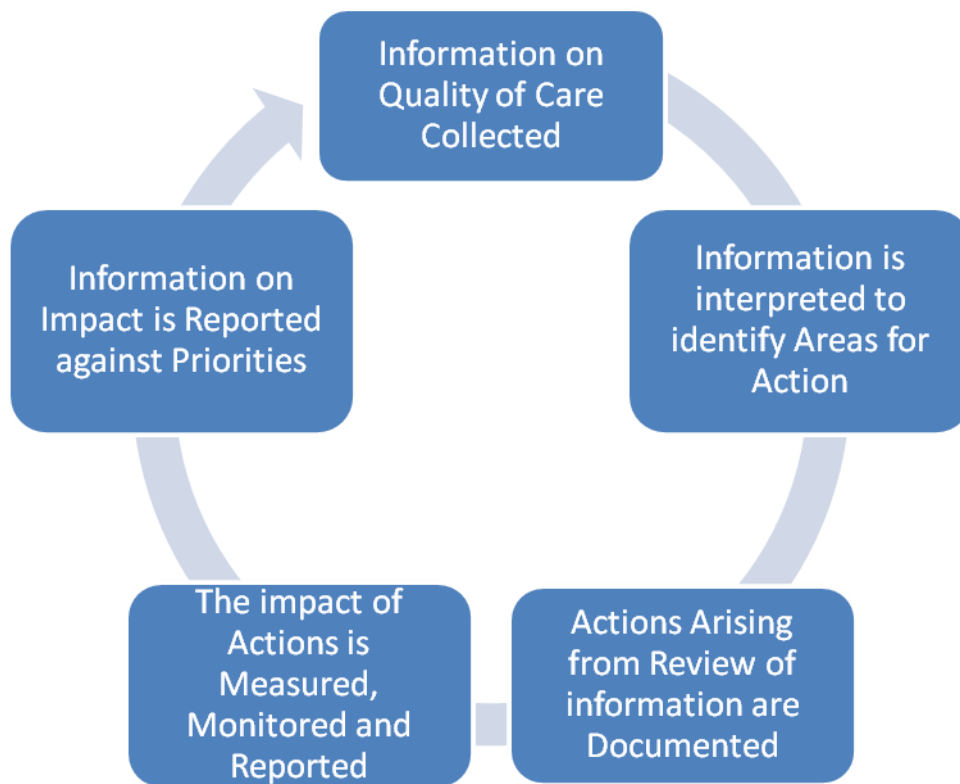 Information on
Quality of Care
Collected
Information is
interpreted to
identify Areas for
Action
Actions Arising
from Review of
information are
Documented
The impact of
Actions is
Measured,
Monitored and
Reported
Information on
Impact is Reported
against Priorities